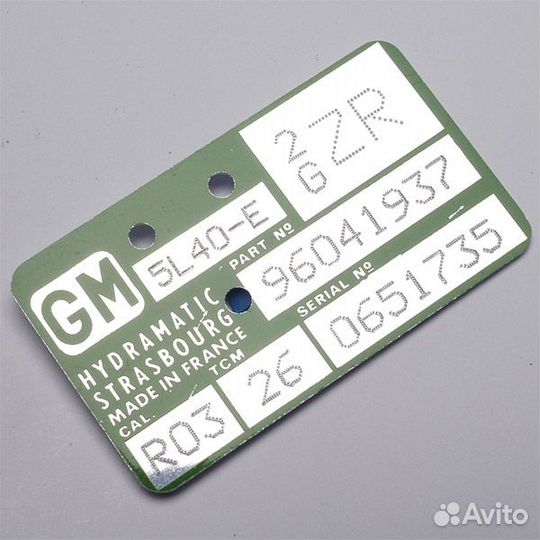 GM
5L40-E
2
G
ZR
PART Nº
96041937
HYDRAMATIC
STRASBOURG
MADE IN FRANCE
CAL.
TCM
SERIAL Nº
R03
26
0651735
Avito